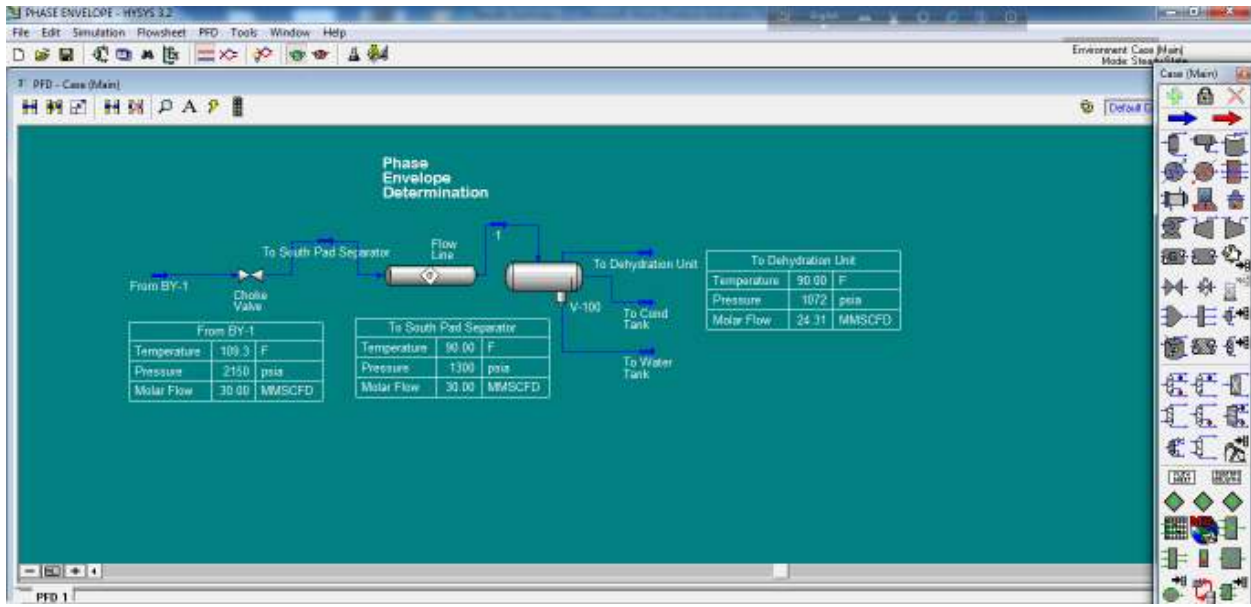 PHASE ENVELOPE - HYSYS 3.2
File Edit Simulation Flowsheet PFD Tools Window Help
Environment: Case (Main)
Mode: Steady State
PFD - Case (Main)
Case (Main)
A
Default
Phase
Envelope
Determination
From BY-1
Choke
Valve
To South Pad Separator
Flow
Line
1
V-100
To Dehydration Unit
To Cond
Tank
To Water
Tank
From BY-1
Temperature 109.3 F
Pressure 2150 psia
Molar Flow 30.00 MMSCFD
To South Pad Separator
Temperature 90.00 F
Pressure 1300 psia
Molar Flow 30.00 MMSCFD
To Dehydration Unit
Temperature 90.00 F
Pressure 1072 psia
Molar Flow 24.31 MMSCFD
PFD 1